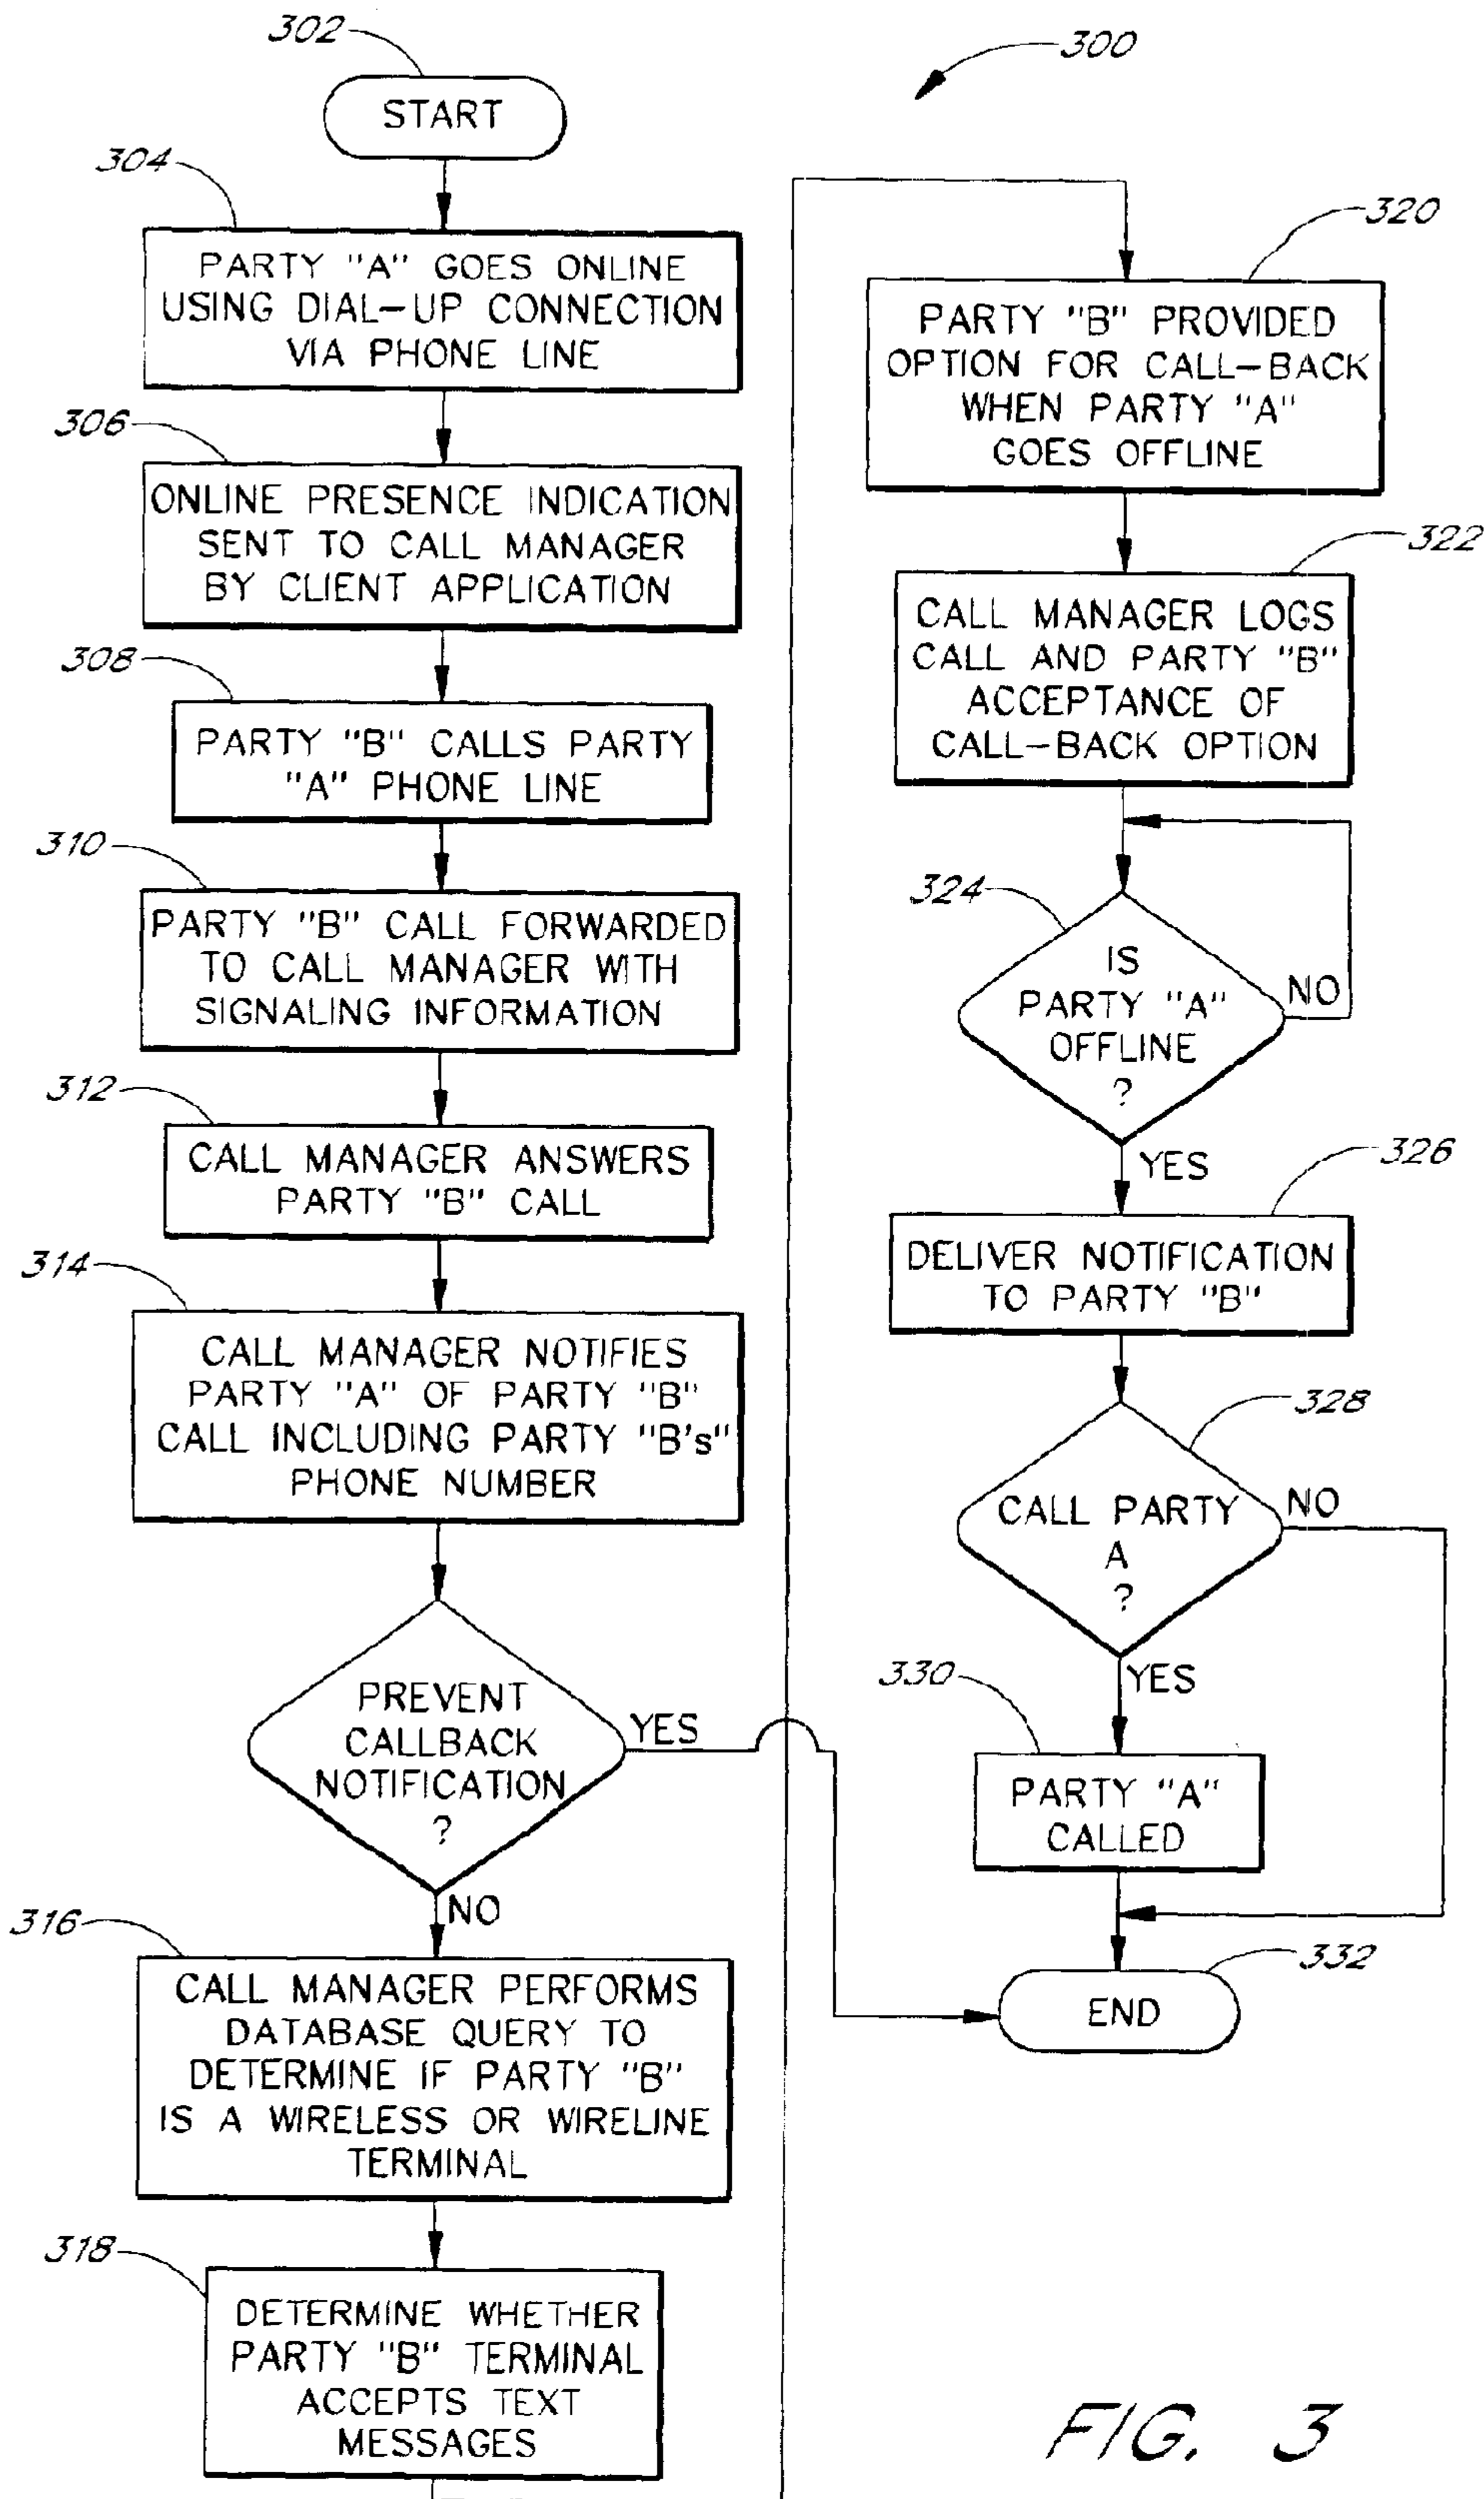 302
START
304
PARTY "A" GOES ONLINE
USING DIAL-UP CONNECTION
VIA PHONE LINE
306
ONLINE PRESENCE INDICATION
SENT TO CALL MANAGER
BY CLIENT APPLICATION
308
PARTY "B" CALLS PARTY
"A" PHONE LINE
310
PARTY "B" CALL FORWARDED
TO CALL MANAGER WITH
SIGNALING INFORMATION
312
CALL MANAGER ANSWERS
PARTY "B" CALL
314
CALL MANAGER NOTIFIES
PARTY "A" OF PARTY "B"
CALL INCLUDING PARTY "B's"
PHONE NUMBER
PREVENT
CALLBACK
NOTIFICATION
?
YES
NO
316
CALL MANAGER PERFORMS
DATABASE QUERY TO
DETERMINE IF PARTY "B"
IS A WIRELESS OR WIRELINE
TERMINAL
318
DETERMINE WHETHER
PARTY "B" TERMINAL
ACCEPTS TEXT
MESSAGES
300
320
PARTY "B" PROVIDED
OPTION FOR CALL-BACK
WHEN PARTY "A"
GOES OFFLINE
322
CALL MANAGER LOGS
CALL AND PARTY "B"
ACCEPTANCE OF
CALL-BACK OPTION
324
IS
PARTY "A"
OFFLINE
?
NO
YES
326
DELIVER NOTIFICATION
TO PARTY "B"
328
CALL PARTY
A
?
NO
YES
330
PARTY "A"
CALLED
332
END
FIG. 3